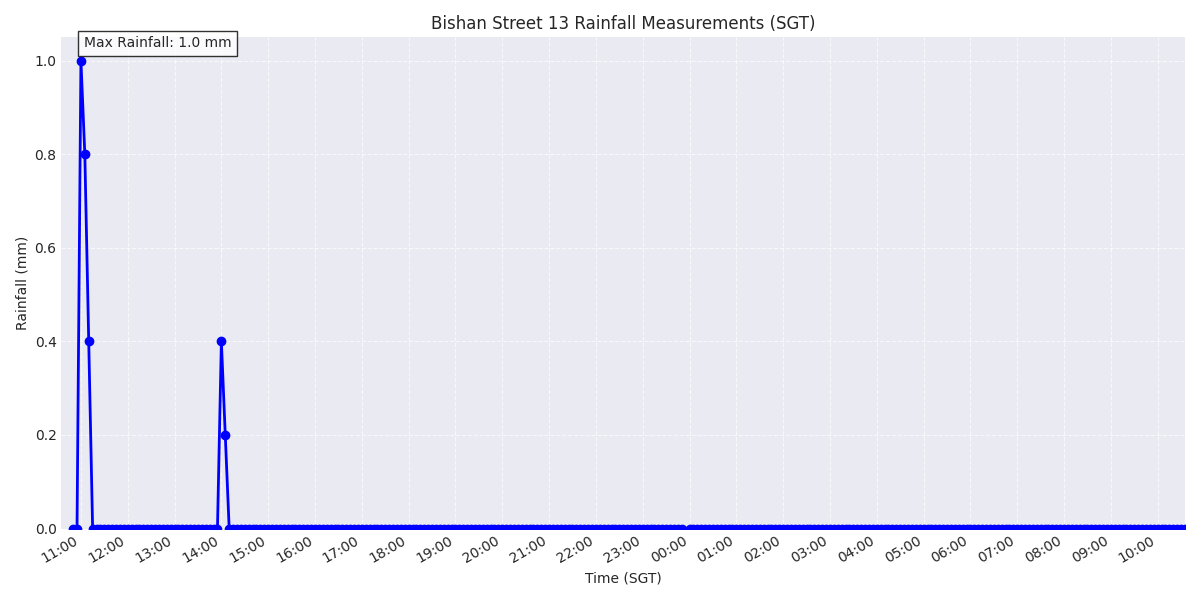 Bishan Street 13 Rainfall Measurements (SGT)
Max Rainfall: 1.0 mm
1.0
0.8
0.6
0.4
0.2
0.0
Rainfall (mm)
11:00 12:00 13:00 14:00 15:00 16:00 17:00 18:00 19:00 20:00 21:00 22:00 23:00 00:00 01:00 02:00 03:00 04:00 05:00 06:00 07:00 08:00 09:00 10:00
Time (SGT)